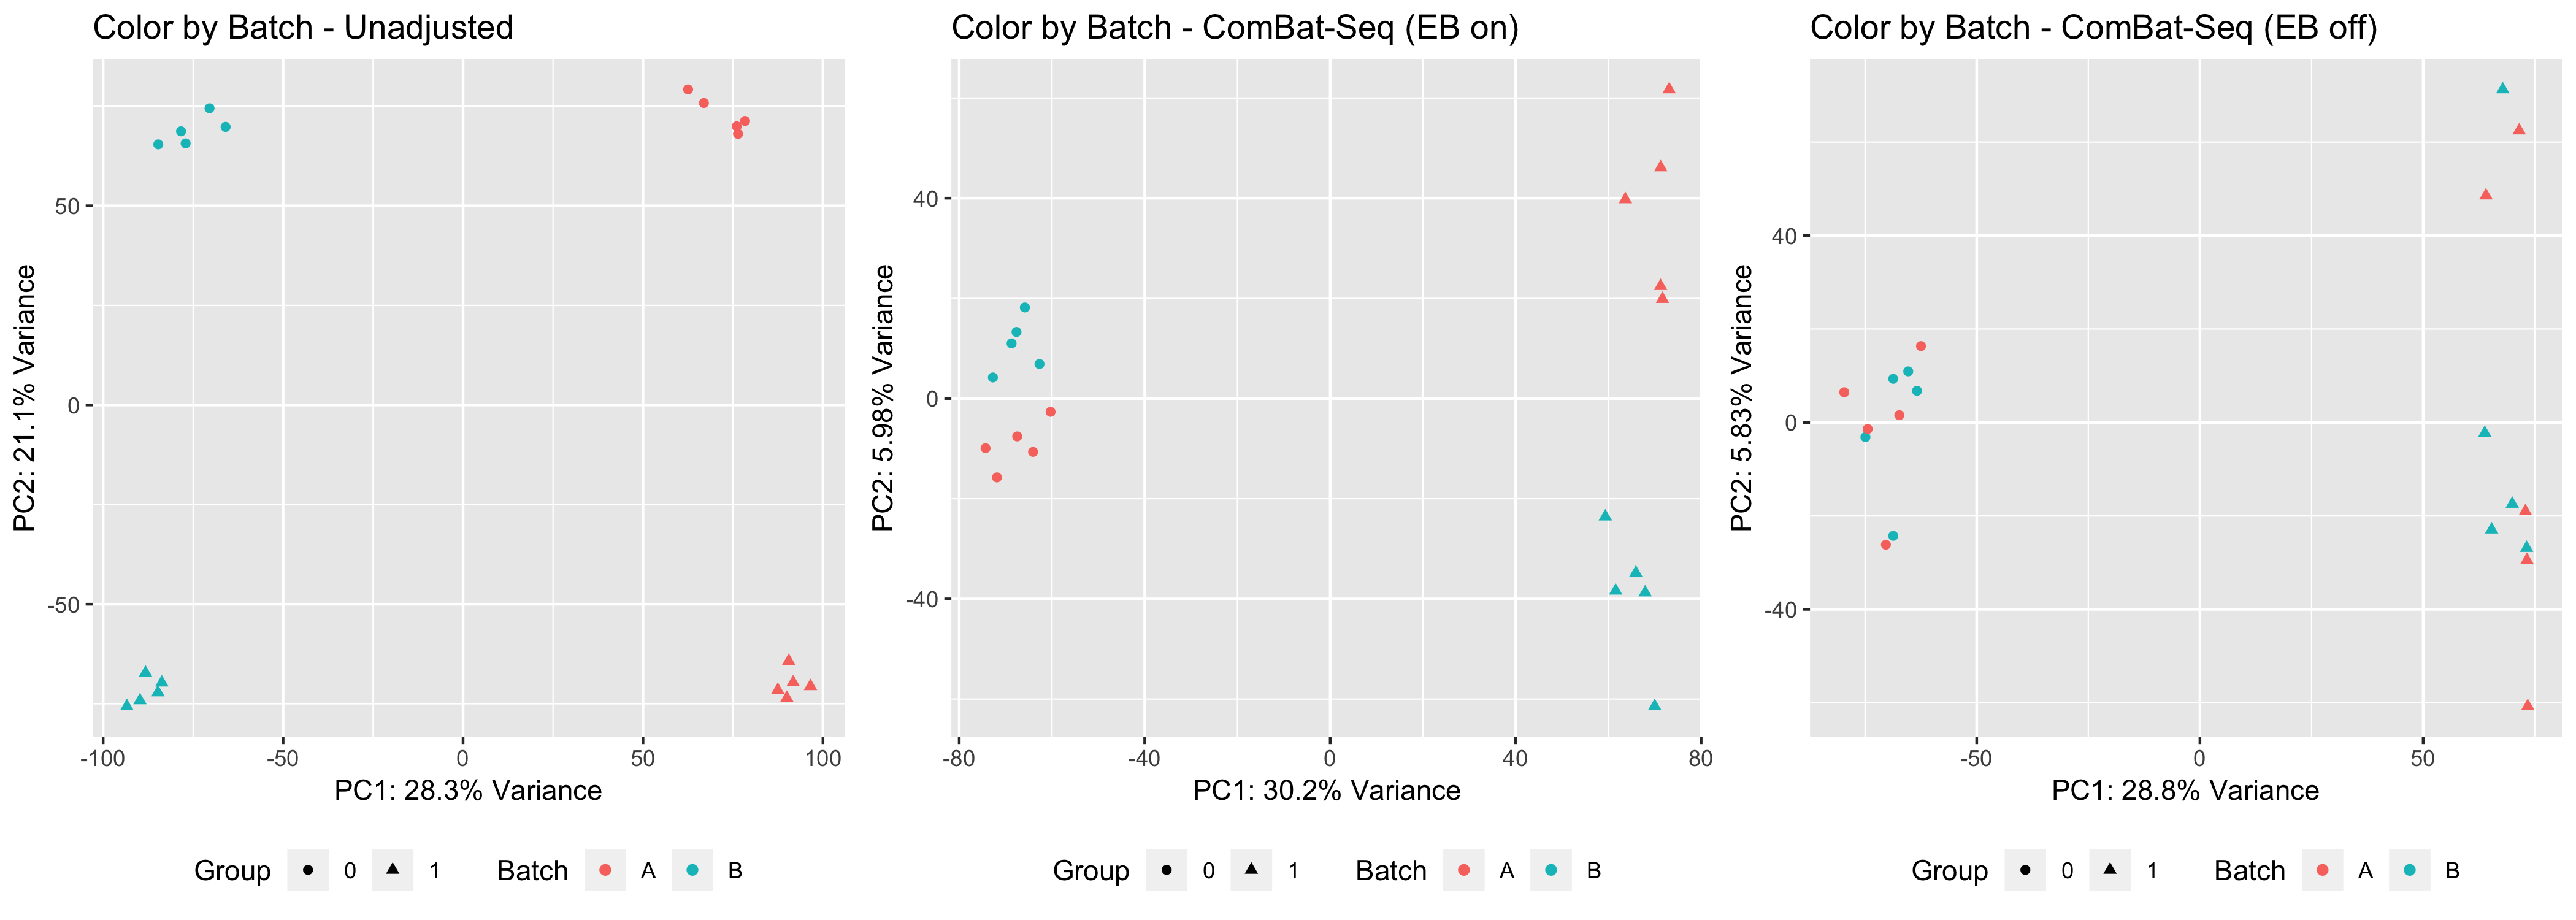 Color by Batch - Unadjusted
50
0
-50
-100
-50
0
50
100
PC2: 21.1% Variance
PC1: 28.3% Variance
Group 0 1 Batch A B
Color by Batch - ComBat-Seq (EB on)
40
0
-40
-80
-40
0
40
80
PC2: 5.98% Variance
PC1: 30.2% Variance
Group 0 1 Batch A B
Color by Batch - ComBat-Seq (EB off)
40
0
-40
-50
0
50
PC2: 5.83% Variance
PC1: 28.8% Variance
Group 0 1 Batch A B